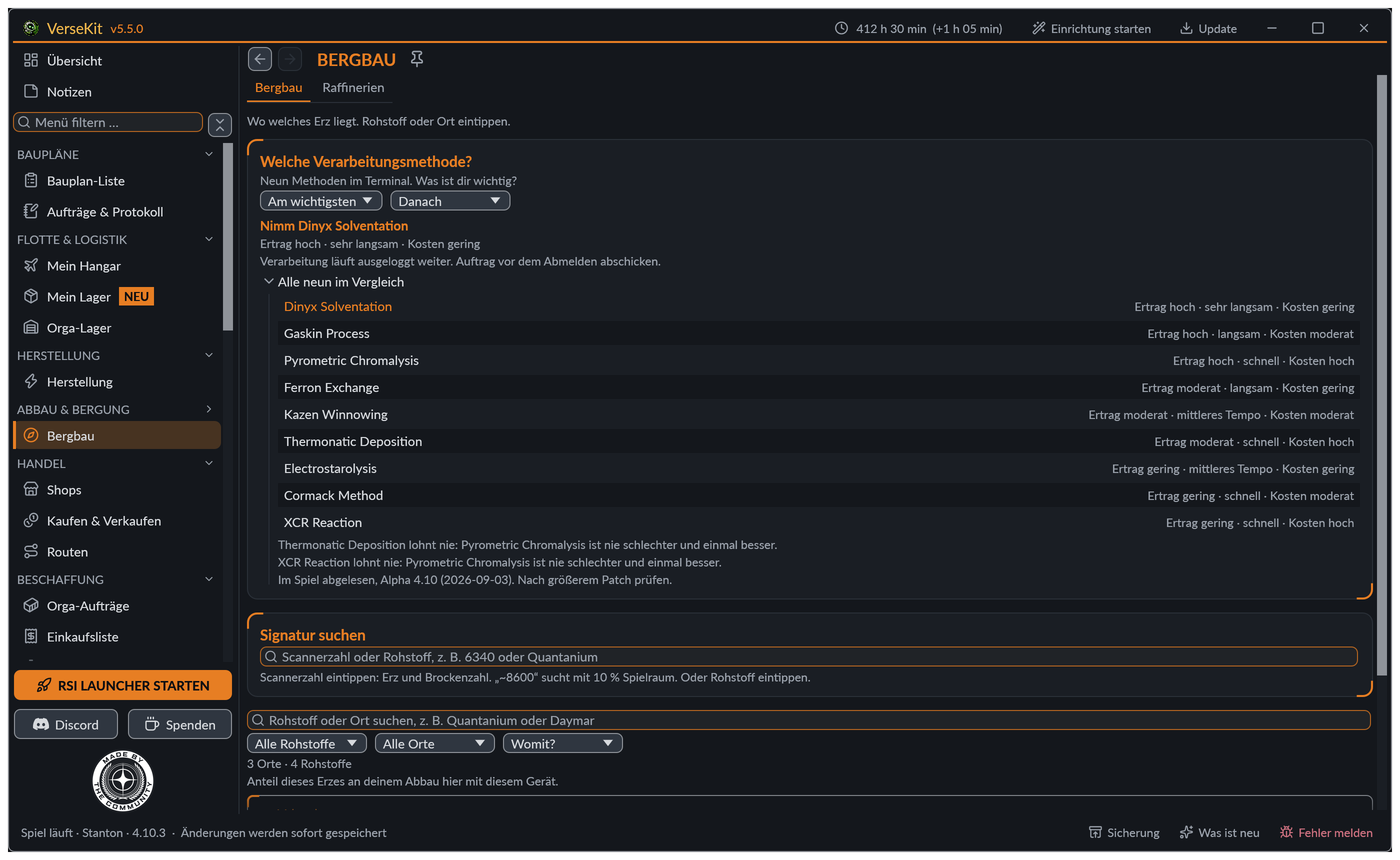 VerseKit v5.5.0
412 h 30 min (+1 h 05 min)
Einrichtung starten
Update
Übersicht
Notizen
Menü filtern ...
BAUPLÄNE
Bauplan-Liste
Aufträge & Protokoll
FLOTTE & LOGISTIK
Mein Hangar
Mein Lager NEU
Orga-Lager
HERSTELLUNG
Herstellung
ABBAU & BERGUNG
Bergbau
HANDEL
Shops
Kaufen & Verkaufen
Routen
BESCHAFFUNG
Orga-Aufträge
Einkaufsliste
RSI LAUNCHER STARTEN
Discord
Spenden
MADE BY
THE COMMUNITY
BERGBAU
Bergbau Raffinerien
Wo welches Erz liegt. Rohstoff oder Ort eintippen.
Welche Verarbeitungsmethode?
Neun Methoden im Terminal. Was ist dir wichtig?
Am wichtigsten Danach
Nimm Dinyx Solventation
Ertrag hoch · sehr langsam · Kosten gering
Verarbeitung läuft ausgeloggt weiter. Auftrag vor dem Abmelden abschicken.
Alle neun im Vergleich
Dinyx Solventation Ertrag hoch · sehr langsam · Kosten gering
Gaskin Process Ertrag hoch · langsam · Kosten moderat
Pyrometric Chromalysis Ertrag hoch · schnell · Kosten hoch
Ferron Exchange Ertrag moderat · langsam · Kosten gering
Kazen Winnowing Ertrag moderat · mittleres Tempo · Kosten moderat
Thermonatic Deposition Ertrag moderat · schnell · Kosten hoch
Electrostarolysis Ertrag gering · mittleres Tempo · Kosten gering
Cormack Method Ertrag gering · schnell · Kosten moderat
XCR Reaction Ertrag gering · schnell · Kosten hoch
Thermonatic Deposition lohnt nie: Pyrometric Chromalysis ist nie schlechter und einmal besser.
XCR Reaction lohnt nie: Pyrometric Chromalysis ist nie schlechter und einmal besser.
Im Spiel abgelesen, Alpha 4.10 (2026-09-03). Nach größerem Patch prüfen.
Signatur suchen
Scannerzahl oder Rohstoff, z. B. 6340 oder Quantanium
Scannerzahl eintippen: Erz und Brockenzahl. „~8600“ sucht mit 10 % Spielraum. Oder Rohstoff eintippen.
Rohstoff oder Ort suchen, z. B. Quantanium oder Daymar
Alle Rohstoffe Alle Orte Womit?
3 Orte · 4 Rohstoffe
Anteil dieses Erzes an deinem Abbau hier mit diesem Gerät.
Spiel läuft · Stanton · 4.10.3 · Änderungen werden sofort gespeichert
Sicherung
Was ist neu
Fehler melden